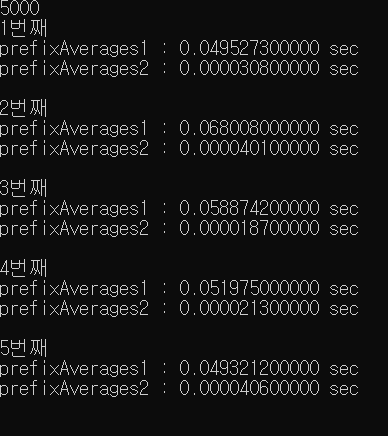 5000
1번째
prefixAverages1 : 0.049527300000 sec
prefixAverages2 : 0.000030800000 sec
2번째
prefixAverages1 : 0.068008000000 sec
prefixAverages2 : 0.000040100000 sec
3번째
prefixAverages1 : 0.058874200000 sec
prefixAverages2 : 0.000018700000 sec
4번째
prefixAverages1 : 0.051975000000 sec
prefixAverages2 : 0.000021300000 sec
5번째
prefixAverages1 : 0.049321200000 sec
prefixAverages2 : 0.000040600000 sec